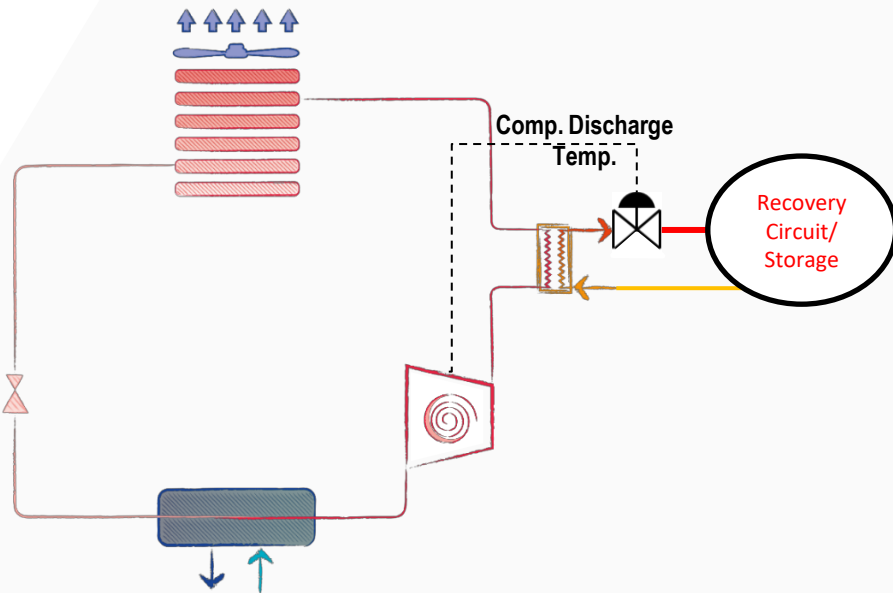 Comp. Discharge
Temp.
Recovery
Circuit/
Storage